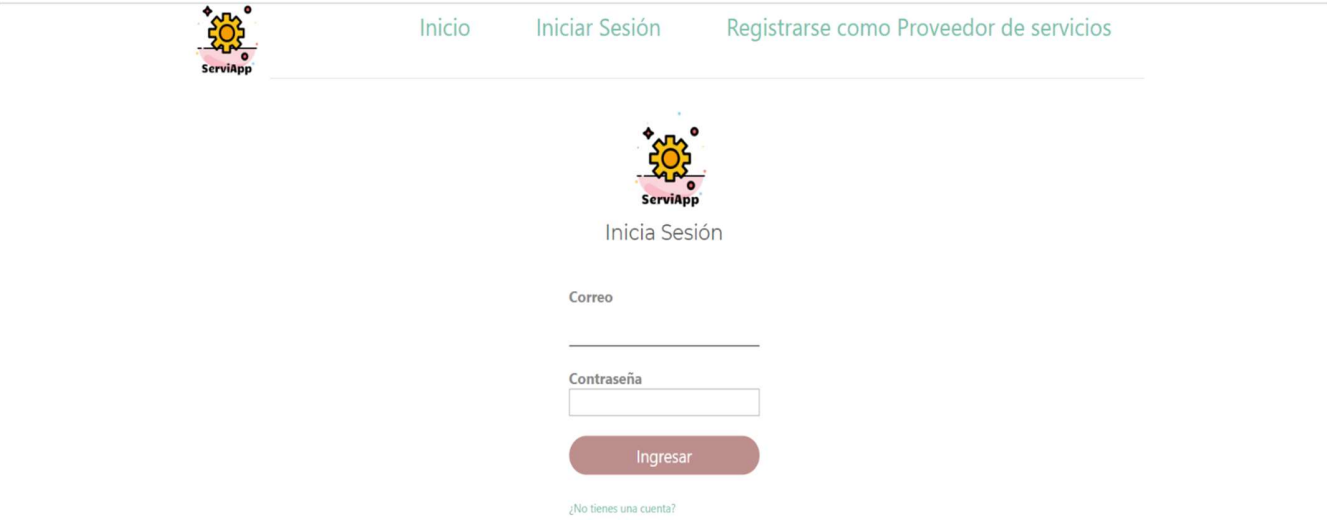 Inicio Iniciar Sesión Registrarse como Proveedor de servicios
ServiApp
ServiApp
Inicia Sesión
Correo
Contraseña
Ingresar
¿No tienes una cuenta?